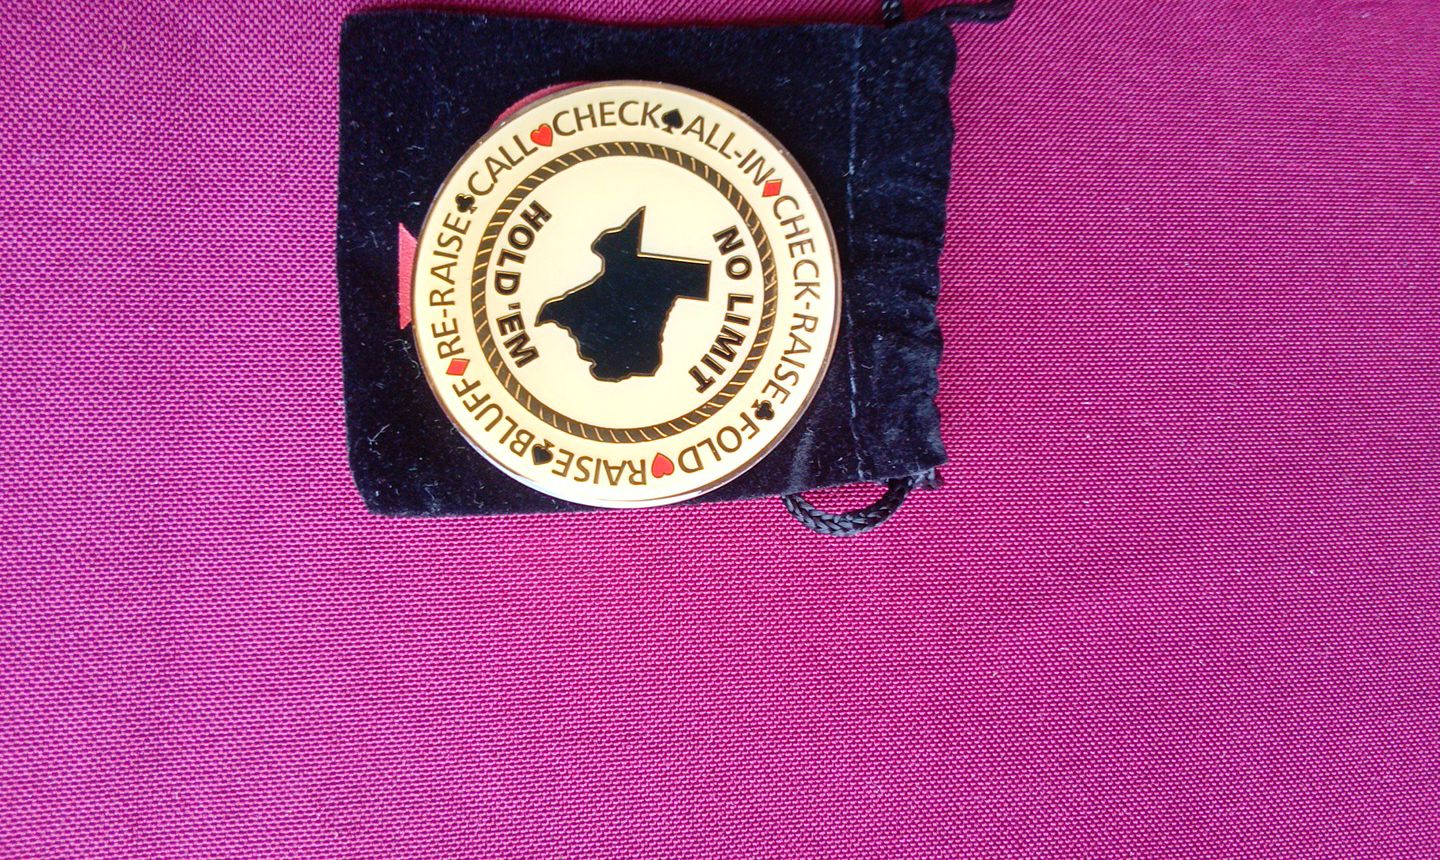 NO LIMIT
HOLD'EM
CHECK♠ALL-IN♦CHECK-RAISE♣FOLD♥RAISE♠BLUFF♦RE-RAISE♣CALL♥